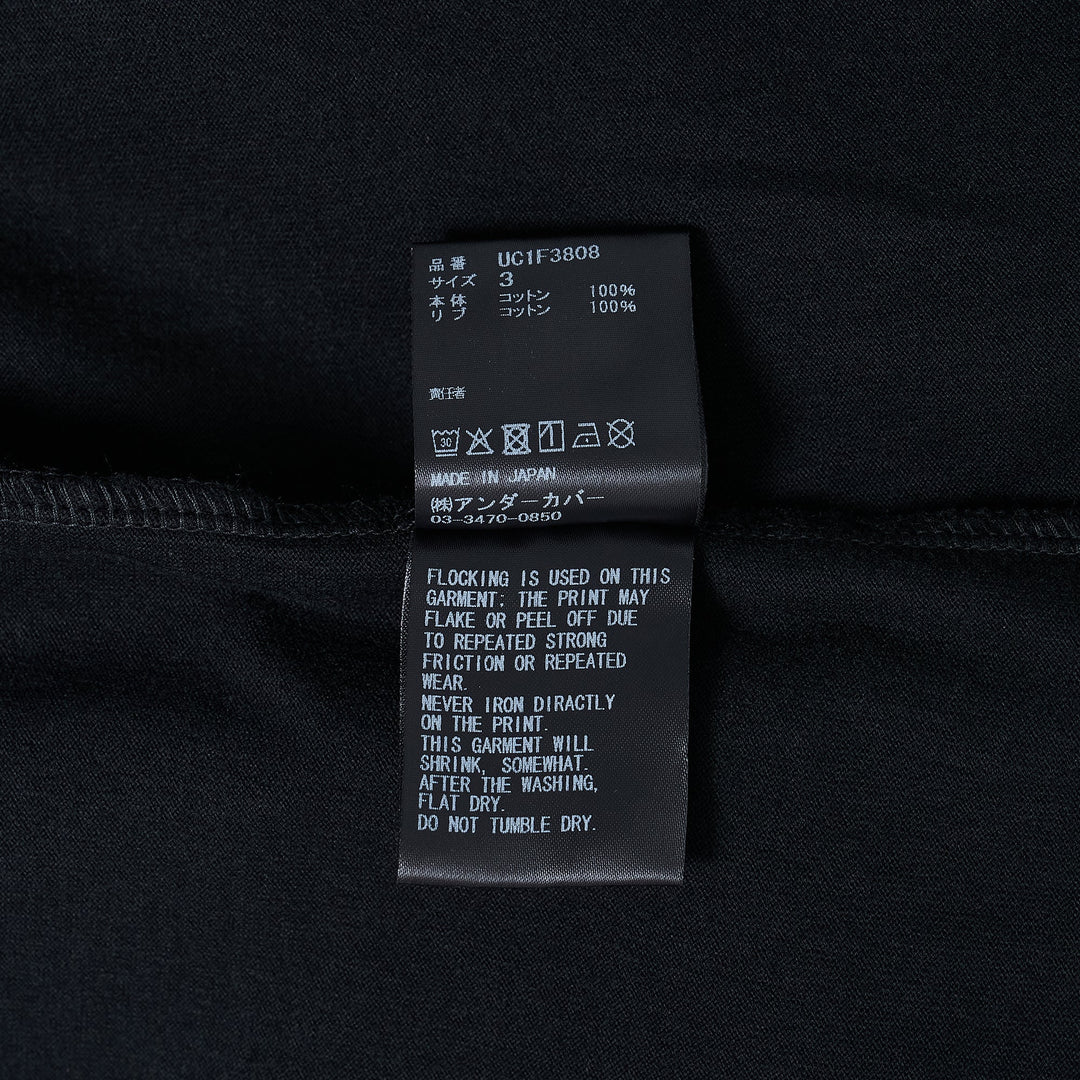 品番 UC1F3808
サイズ 3
本体 コットン 100%
リブ コットン 100%
責任者
30
MADE IN JAPAN
㈱アンダーカバー
03-3470-0850
FLOCKING IS USED ON THIS
GARMENT; THE PRINT MAY
FLAKE OR PEEL OFF DUE
TO REPEATED STRONG
FRICTION OR REPEATED
WEAR.
NEVER IRON DIRACTLY
ON THE PRINT.
THIS GARMENT WILL
SHRINK, SOMEWHAT.
AFTER THE WASHING,
FLAT DRY.
DO NOT TUMBLE DRY.